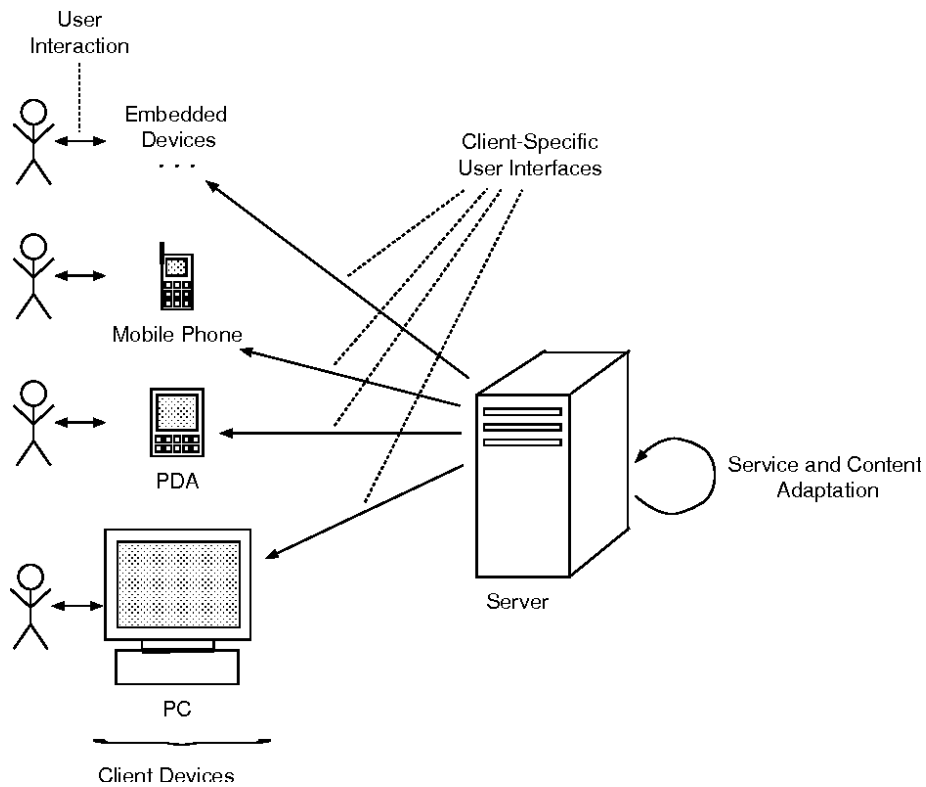 User
Interaction
Embedded
Devices
. . .
Client-Specific
User Interfaces
Mobile Phone
PDA
Service and Content
Adaptation
Server
PC
Client Devices